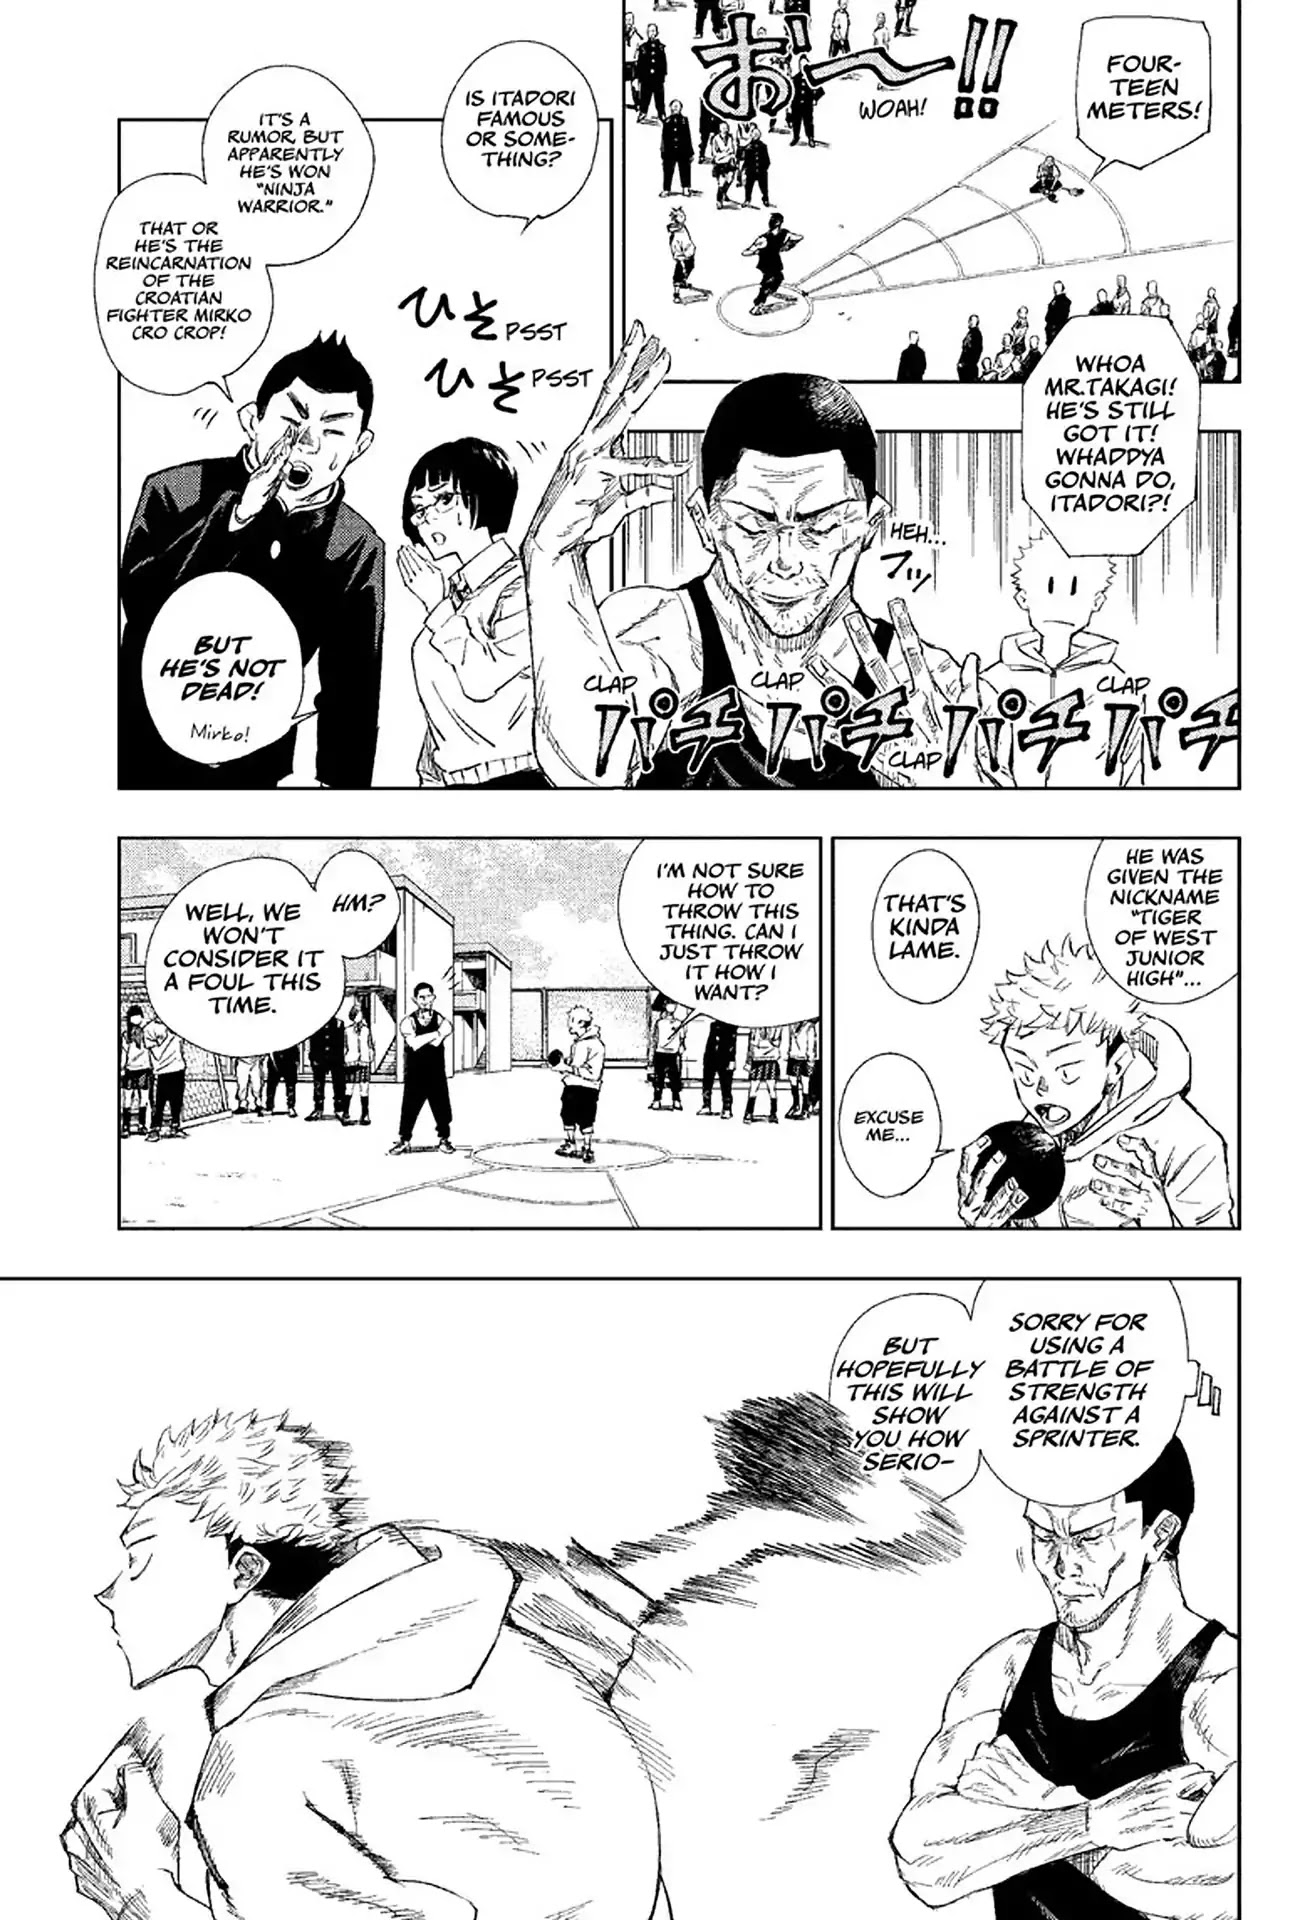 FOUR-
TEEN
METERS!
お〜!!
WOAH!
WHOA
MR.TAKAGI!
HE'S STILL
GOT IT!
WHADDYA
GONNA DO,
ITADORI?!
HEH...
フッ
CLAP
CLAP
CLAP
CLAP
パチパチパチパチ
IS ITADORI
FAMOUS
OR SOME-
THING?
IT'S A
RUMOR, BUT
APPARENTLY
HE'S WON
"NINJA
WARRIOR."
THAT OR
HE'S THE
REINCARNATION
OF THE
CROATIAN
FIGHTER MIRKO
CRO CROP!
ひそ
PSST
ひそ
PSST
BUT
HE'S NOT
DEAD!
Mirko!
HE WAS
GIVEN THE
NICKNAME
"TIGER
OF WEST
JUNIOR
HIGH"...
THAT'S
KINDA
LAME.
EXCUSE
ME...
I'M NOT SURE
HOW TO
THROW THIS
THING. CAN I
JUST THROW
IT HOW I
WANT?
HM?
WELL, WE
WON'T
CONSIDER IT
A FOUL THIS
TIME.
SORRY FOR
USING A
BATTLE OF
STRENGTH
AGAINST A
SPRINTER.
BUT
HOPEFULLY
THIS WILL
SHOW
YOU HOW
SERIO-